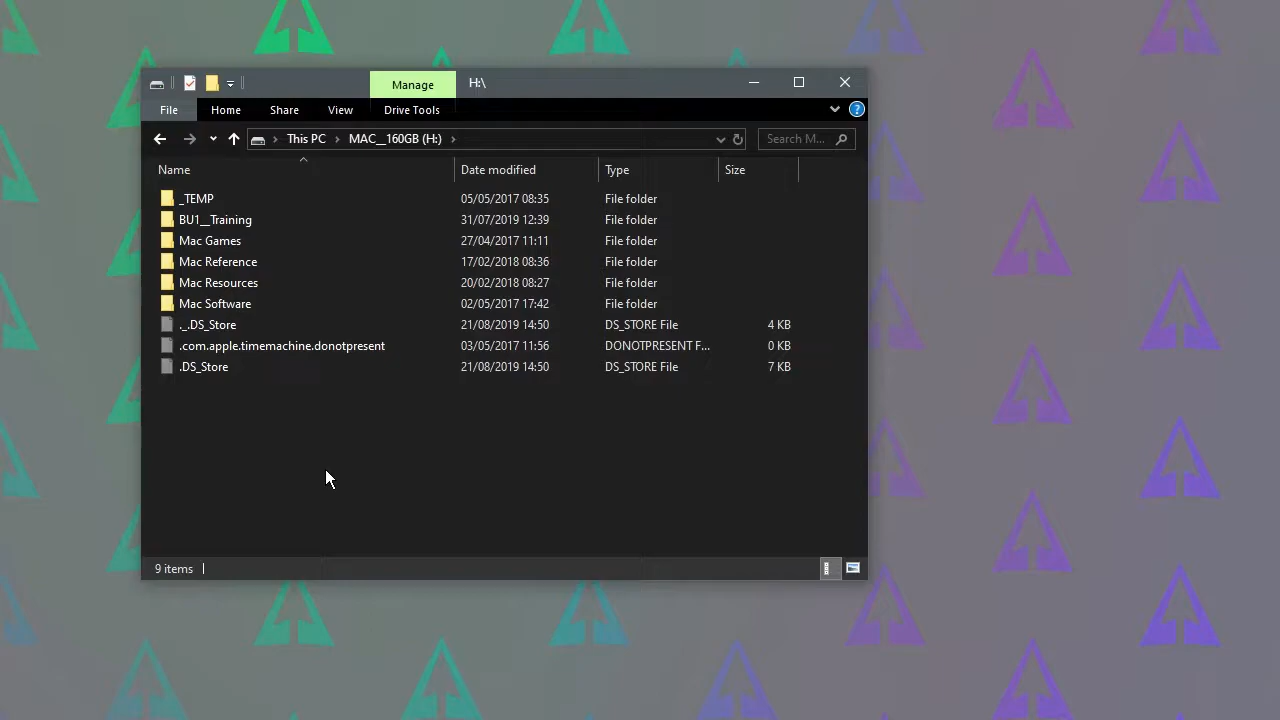 Manage H:\
File Home Share View Drive Tools
This PC MAC__160GB (H:) Search M...
Name Date modified Type Size
_TEMP 05/05/2017 08:35 File folder
BU1__Training 31/07/2019 12:39 File folder
Mac Games 27/04/2017 11:11 File folder
Mac Reference 17/02/2018 08:36 File folder
Mac Resources 20/02/2018 08:27 File folder
Mac Software 02/05/2017 17:42 File folder
._.DS_Store 21/08/2019 14:50 DS_STORE File 4 KB
.com.apple.timemachine.donotpresent 03/05/2017 11:56 DONOTPRESENT F... 0 KB
.DS_Store 21/08/2019 14:50 DS_STORE File 7 KB
9 items